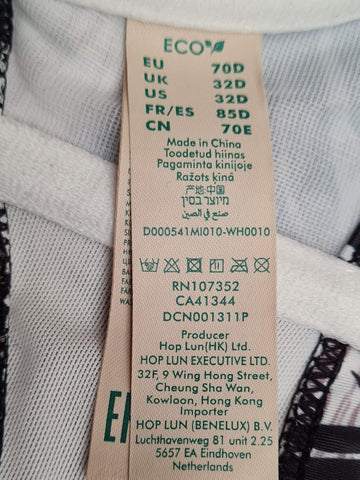 ECO
EU 70D
UK 32D
US 32D
FR/ES 85D
CN 70E
Made in China
Toodetud hiinas
Pagaminta kinijoje
Ražots ķīnā
产地:中国
מיוצר בסין
صنع في الصين
D000541MI010-WH0010
RN107352
CA41344
DCN001311P
Producer
Hop Lun(HK) Ltd.
HOP LUN EXECUTIVE LTD.
32F, 9 Wing Hong Street,
Cheung Sha Wan,
Kowloon, Hong Kong
Importer
HOP LUN (BENELUX) B.V.
Luchthavenweg 81 unit 2.25
5657 EA Eindhoven
Netherlands